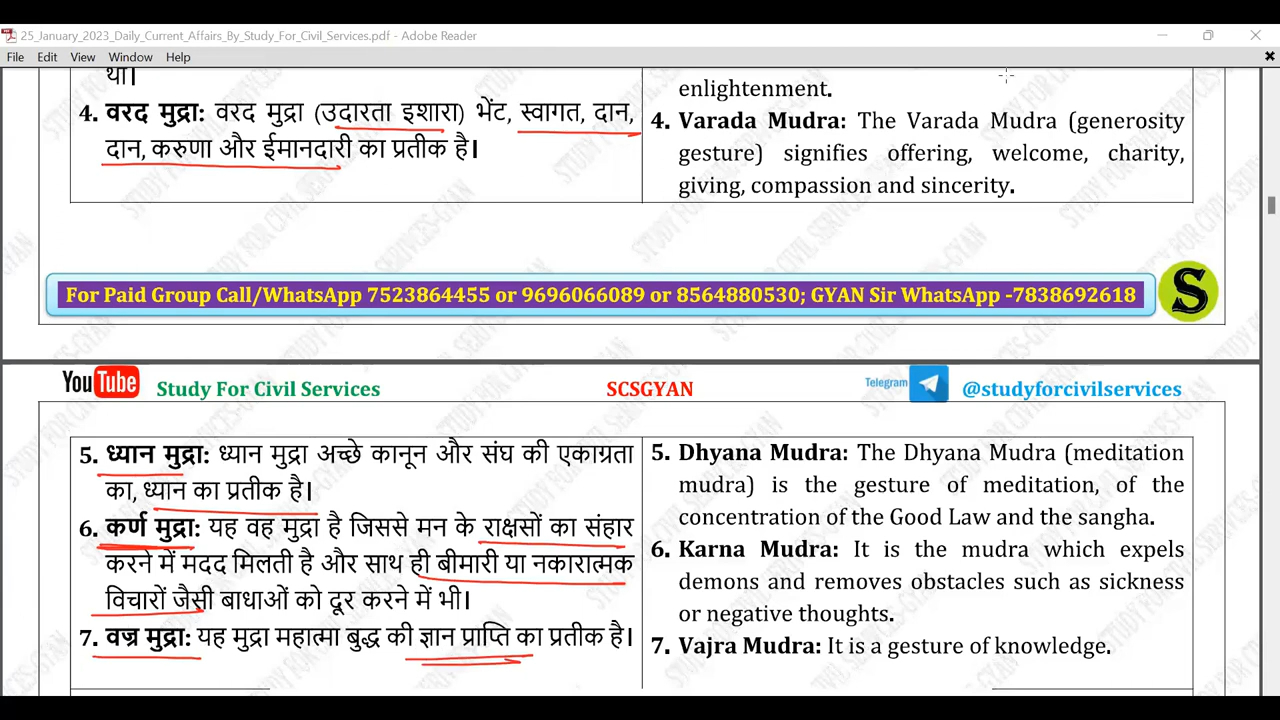 25_January_2023_Daily_Current_Affairs_By_Study_For_Civil_Services.pdf - Adobe Reader
File Edit View Window Help
था।
4. वरद मुद्रा: वरद मुद्रा (उदारता इशारा) भेंट, स्वागत, दान,
दान, करुणा और ईमानदारी का प्रतीक है।
enlightenment.
4. Varada Mudra: The Varada Mudra (generosity
gesture) signifies offering, welcome, charity,
giving, compassion and sincerity.
For Paid Group Call/WhatsApp 7523864455 or 9696066089 or 8564880530; GYAN Sir WhatsApp -7838692618
S
YouTube Study For Civil Services SCSGYAN Telegram @studyforcivilservices
5. ध्यान मुद्रा: ध्यान मुद्रा अच्छे कानून और संघ की एकाग्रता
का, ध्यान का प्रतीक है।
6. कर्ण मुद्रा: यह वह मुद्रा है जिससे मन के राक्षसों का संहार
करने में मदद मिलती है और साथ ही बीमारी या नकारात्मक
विचारों जैसी बाधाओं को दूर करने में भी।
7. वज्र मुद्रा: यह मुद्रा महात्मा बुद्ध की ज्ञान प्राप्ति का प्रतीक है।
5. Dhyana Mudra: The Dhyana Mudra (meditation
mudra) is the gesture of meditation, of the
concentration of the Good Law and the sangha.
6. Karna Mudra: It is the mudra which expels
demons and removes obstacles such as sickness
or negative thoughts.
7. Vajra Mudra: It is a gesture of knowledge.